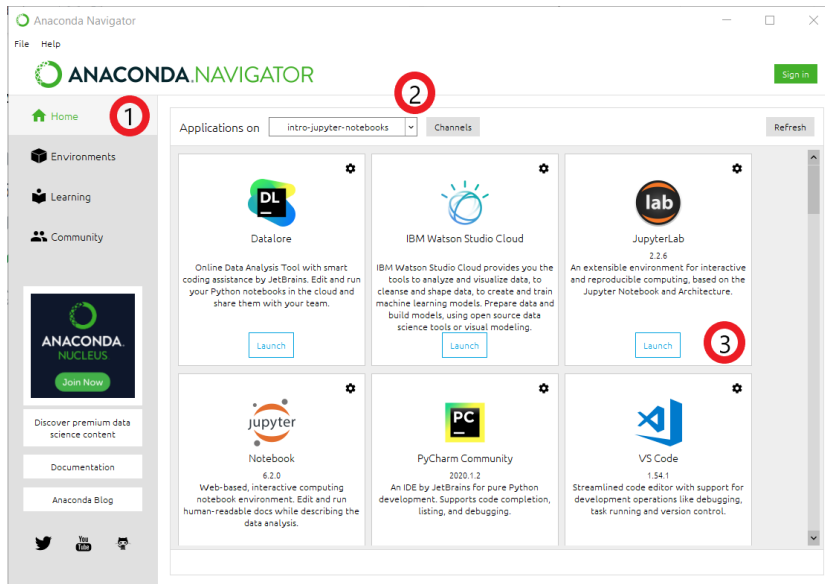 Anaconda Navigator
File Help
ANACONDA.NAVIGATOR
Sign in
Home
1
2
Environments
Learning
Community
ANACONDA.
NUCLEUS
Join Now
Discover premium data
science content
Documentation
Anaconda Blog
You
Tube
Applications on intro-jupyter-notebooks Channels Refresh
DL
Datalore
Online Data Analysis Tool with smart
coding assistance by JetBrains. Edit and run
your Python notebooks in the cloud and
share them with your team.
Launch
IBM Watson Studio Cloud
IBM Watson Studio Cloud provides you the
tools to analyze and visualize data, to
cleanse and shape data, to create and train
machine learning models. Prepare data and
build models, using open source data
science tools or visual modeling.
Launch
lab
JupyterLab
2.2.6
An extensible environment for interactive
and reproducible computing, based on the
Jupyter Notebook and Architecture.
Launch
3
jupyter
Notebook
6.2.0
Web-based, interactive computing
notebook environment. Edit and run
human-readable docs while describing the
data analysis.
PC
PyCharm Community
2020.1.2
An IDE by JetBrains for pure Python
development. Supports code completion,
listing, and debugging.
VS Code
1.54.1
Streamlined code editor with support for
development operations like debugging,
task running and version control.